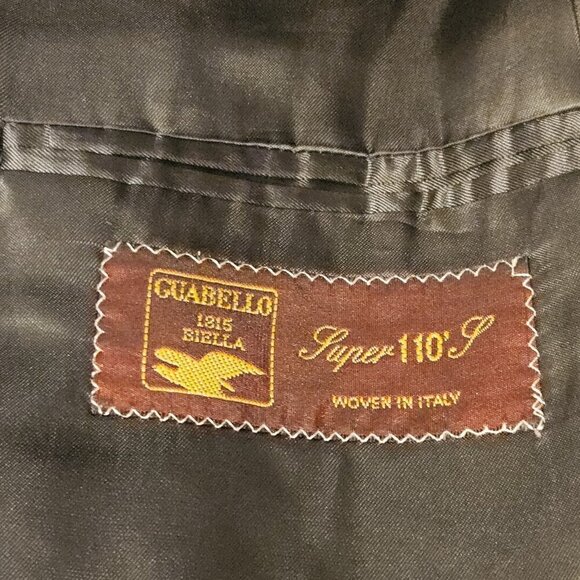 GUABELLO
1815
BIELLA
Super 110'S
WOVEN IN ITALY